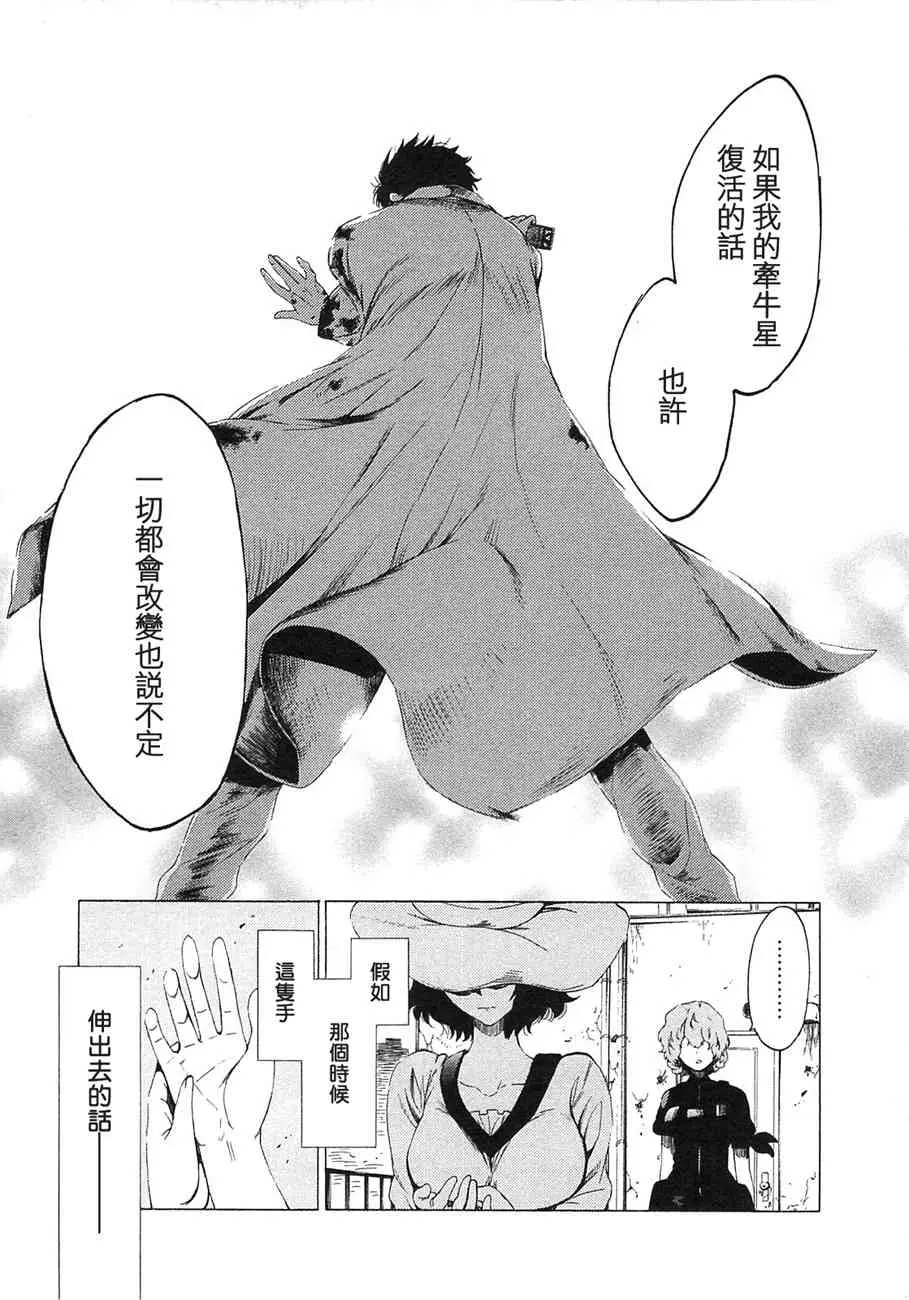 如果我的牽牛星
復活的話
也許
一切都會改變也説不定
………
假如
那個時候
這隻手
伸出去的話——